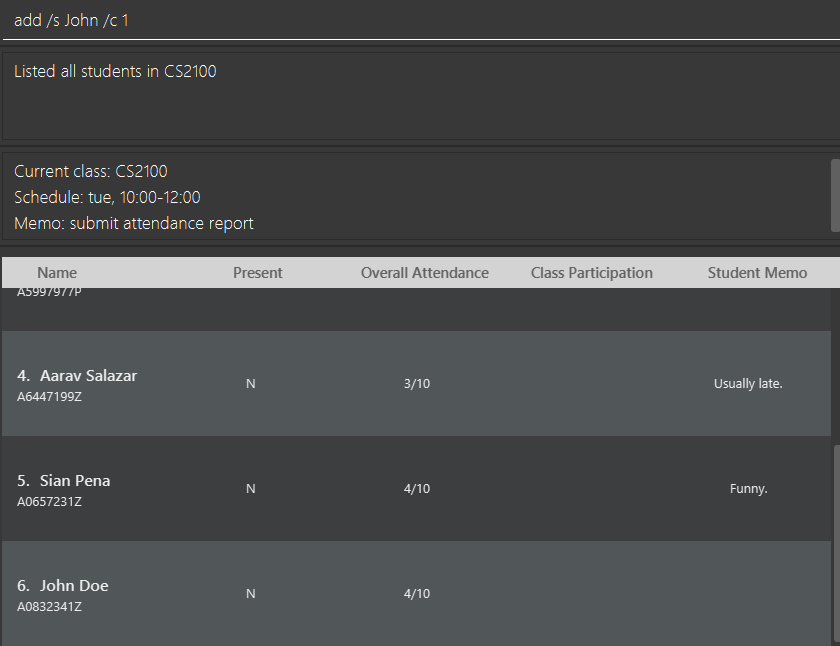 add /s John /c 1
Listed all students in CS2100
Current class: CS2100
Schedule: tue, 10:00-12:00
Memo: submit attendance report
Name Present Overall Attendance Class Participation Student Memo
A5997977P
4. Aarav Salazar
A6447199Z
N 3/10 Usually late.
5. Sian Pena
A0657231Z
N 4/10 Funny.
6. John Doe
A0832341Z
N 4/10